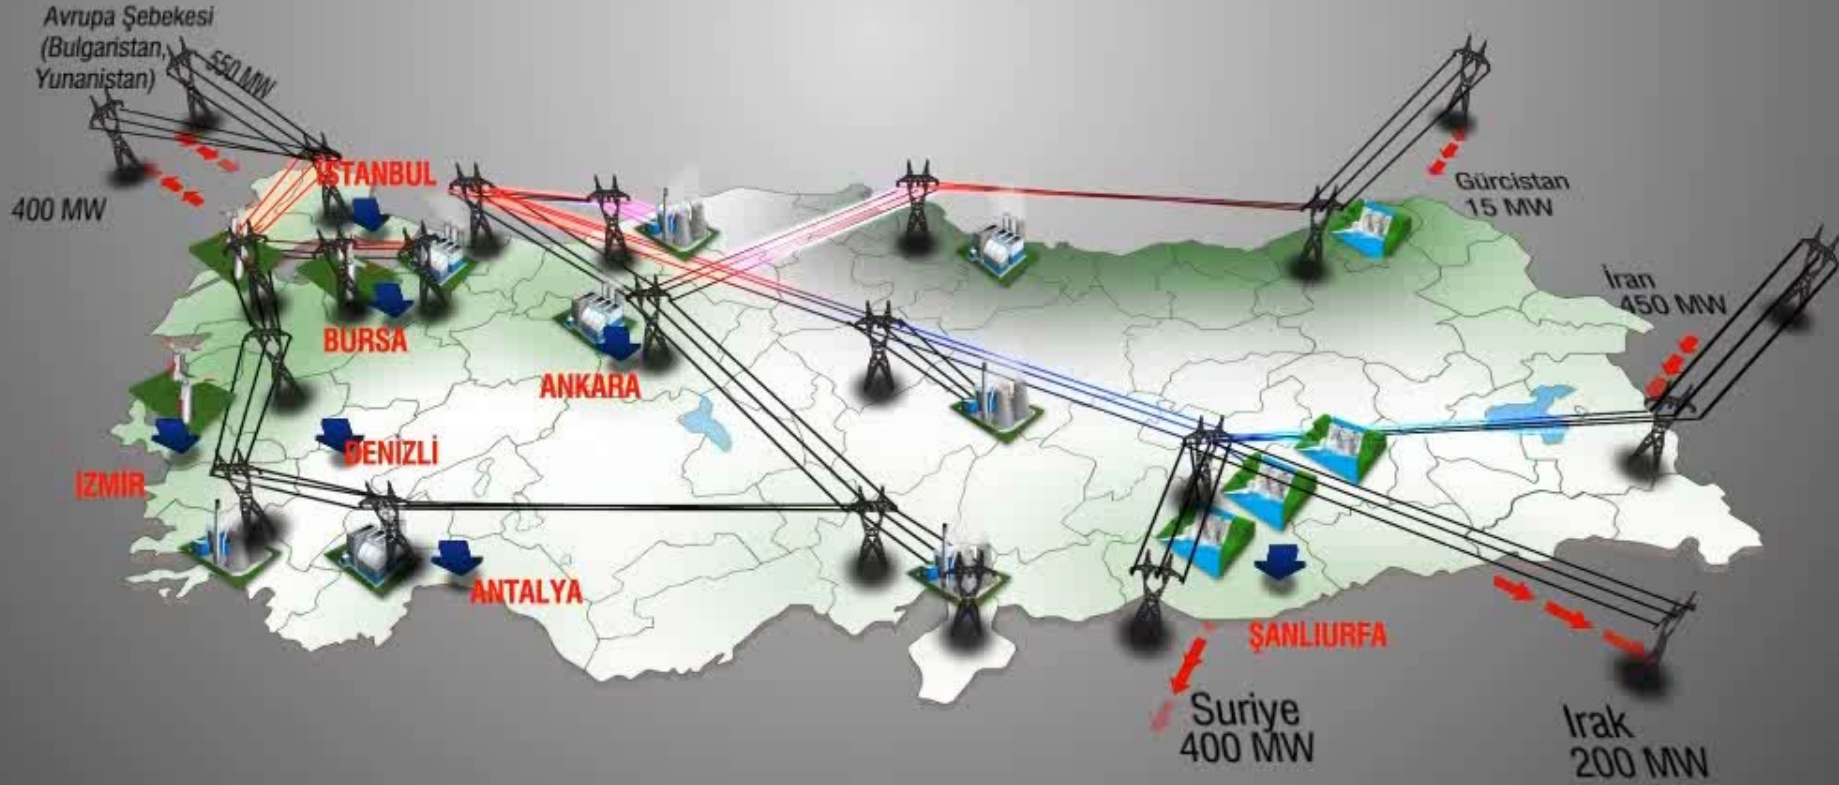 Avrupa Şebekesi
(Bulgaristan,
Yunanistan)
550 MW
400 MW
İSTANBUL
Gürcistan
15 MW
İran
450 MW
BURSA
ANKARA
DENİZLİ
İZMİR
ANTALYA
ŞANLIURFA
Suriye
400 MW
Irak
200 MW